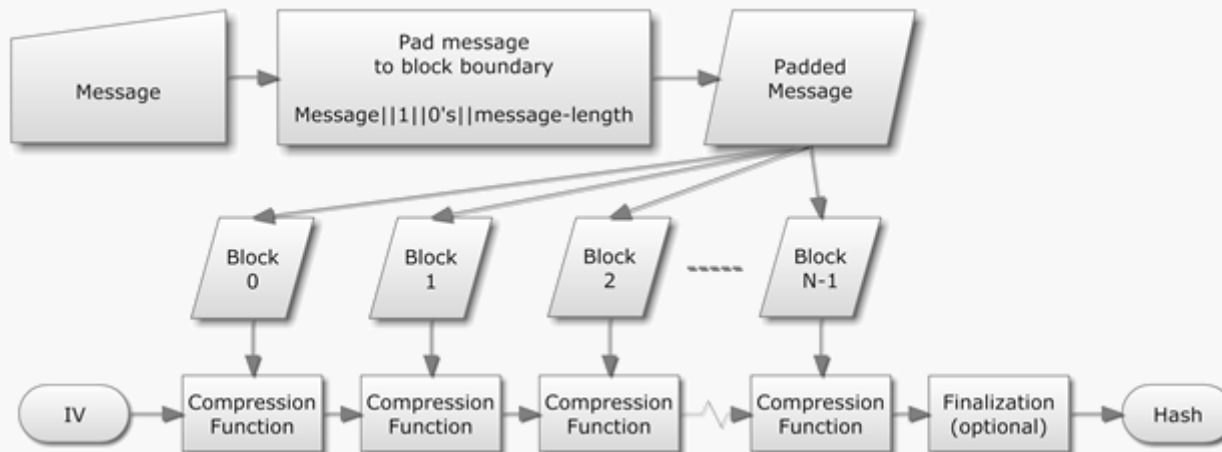 Message
Pad message
to block boundary
Message||1||0's||message-length
Padded
Message
Block
0
Block
1
Block
2
Block
N-1
IV
Compression
Function
Compression
Function
Compression
Function
Compression
Function
Finalization
(optional)
Hash